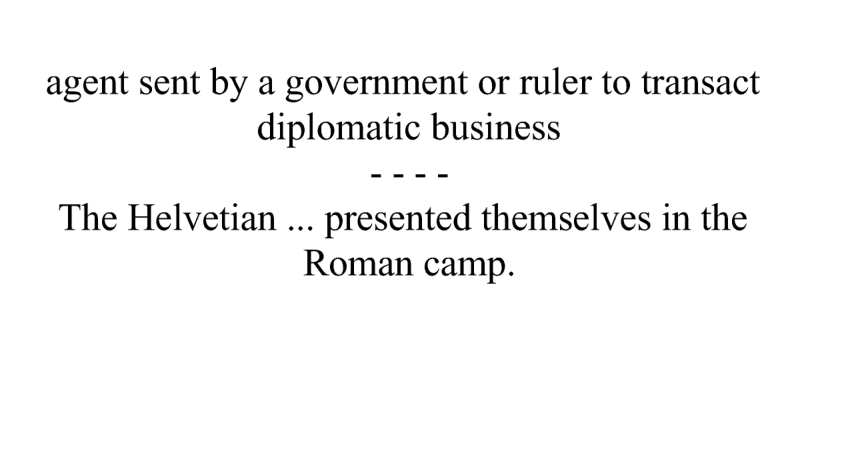 agent sent by a government or ruler to transact
diplomatic business
- - - -
The Helvetian ... presented themselves in the
Roman camp.